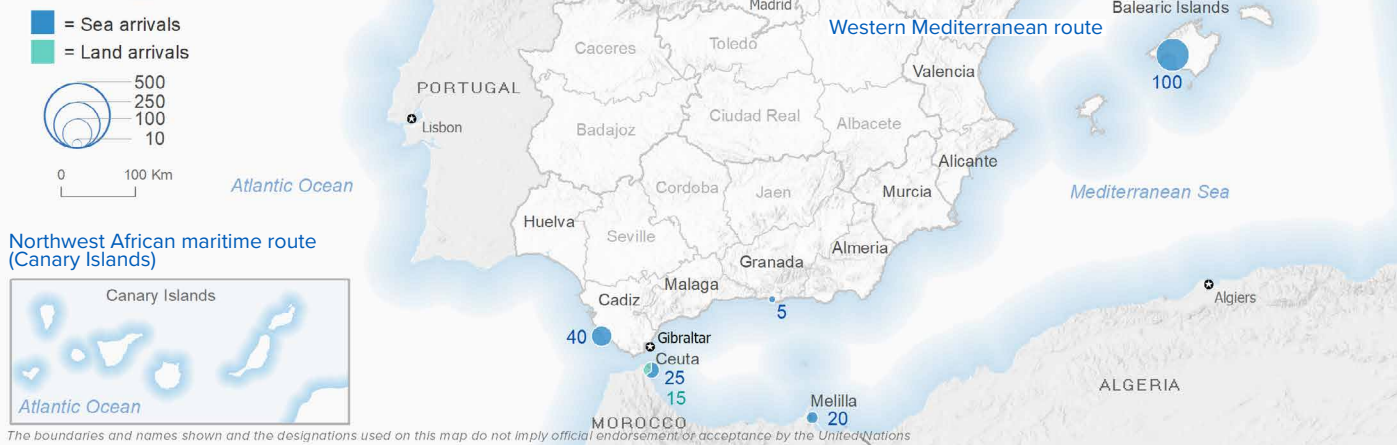 = Sea arrivals
= Land arrivals
500
250
100
10
0 100 Km
Madrid
Western Mediterranean route
Balearic Islands
Caceres
Toledo
Valencia
100
PORTUGAL
Lisbon
Badajoz
Ciudad Real
Albacete
Alicante
Atlantic Ocean
Cordoba
Jaen
Murcia
Mediterranean Sea
Huelva
Seville
Almeria
Granada
Northwest African maritime route
(Canary Islands)
Canary Islands
Malaga
Cadiz
5
Algiers
40
Gibraltar
Ceuta
25
15
ALGERIA
Atlantic Ocean
Melilla
20
MOROCCO
The boundaries and names shown and the designations used on this map do not imply official endorsement or acceptance by the United Nations